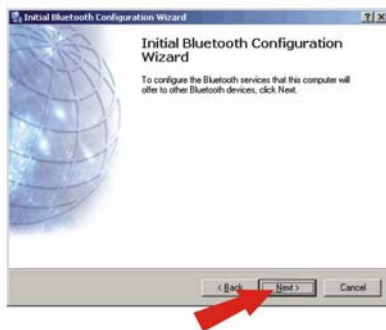 Initial Bluetooth Configuration Wizard
Initial Bluetooth Configuration
Wizard
To configure the Bluetooth services that this computer will
offer to other Bluetooth devices, click Next.
< Back Next > Cancel